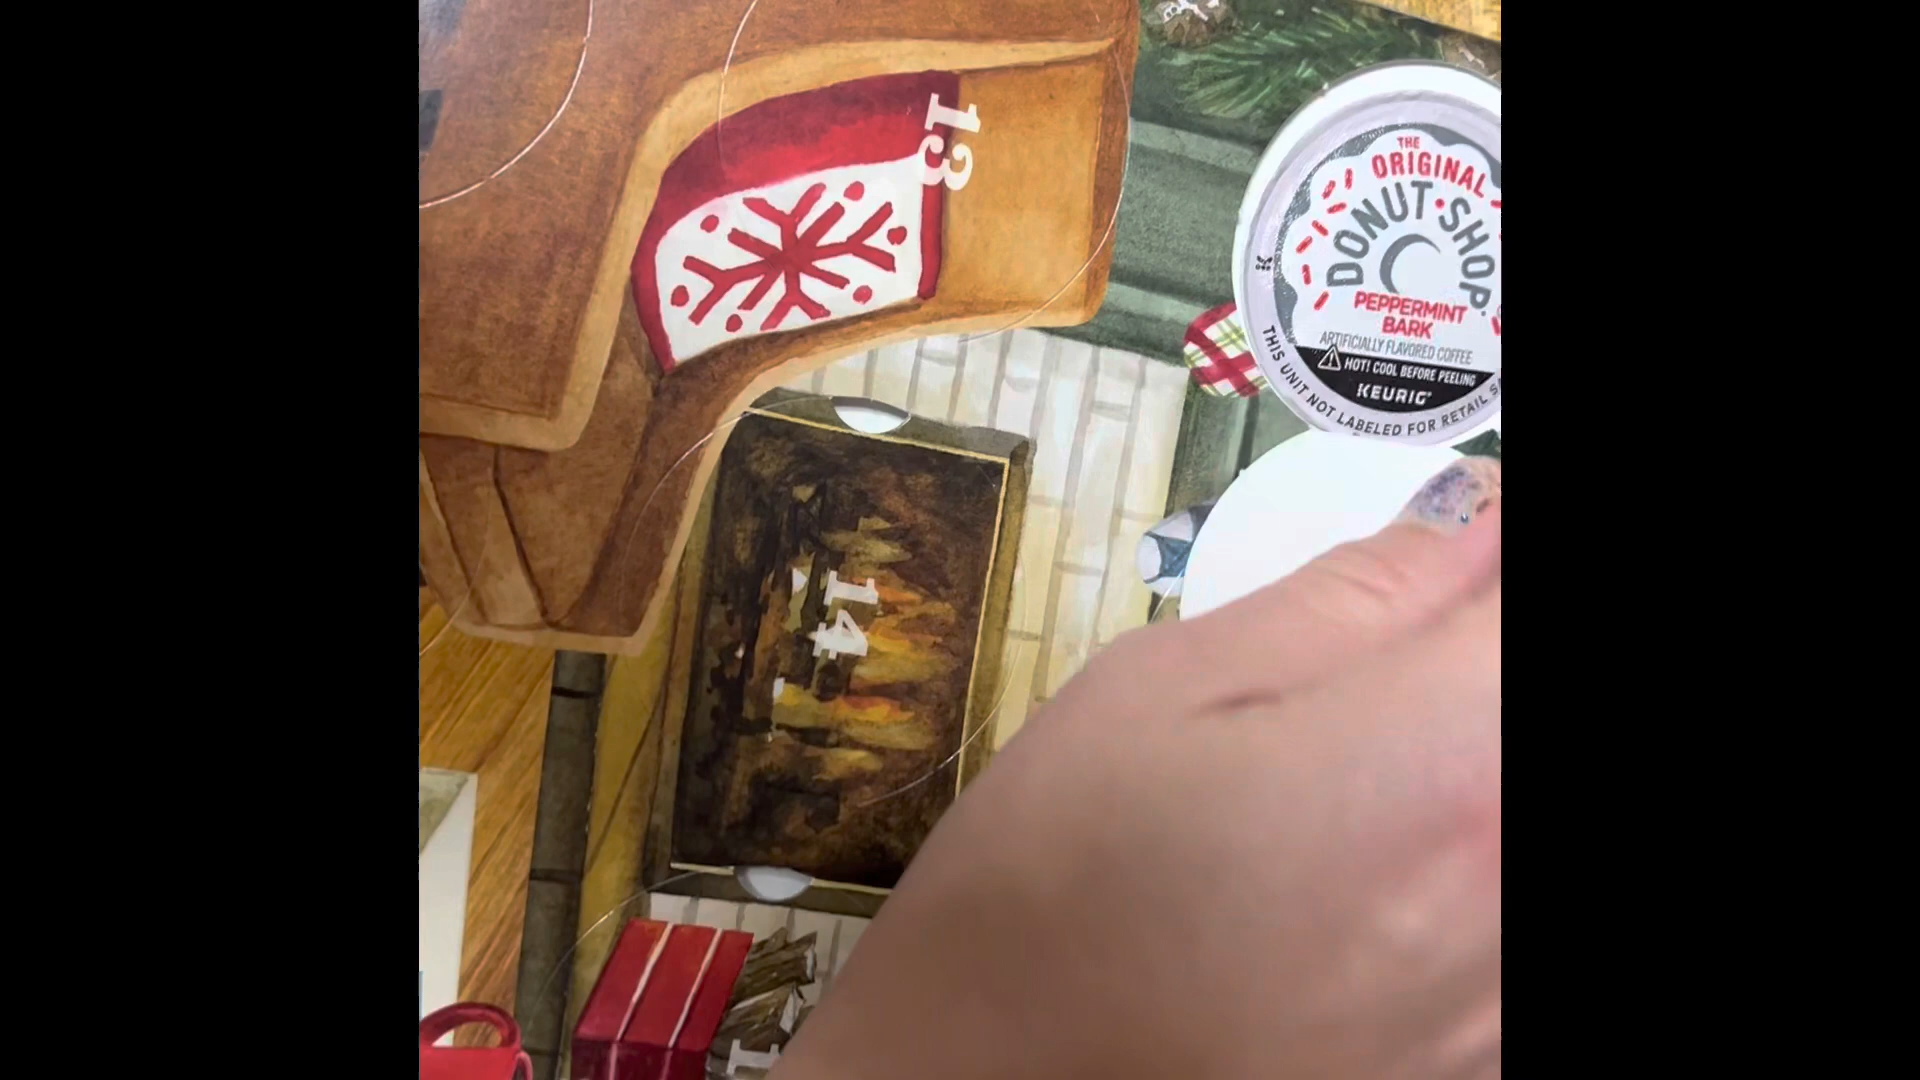 13
THE
ORIGINAL
DONUT·SHOP.
PEPPERMINT
BARK
ARTIFICIALLY FLAVORED COFFEE
HOT! COOL BEFORE PEELING
KEURIG
THIS UNIT NOT LABELED FOR RETAIL
14